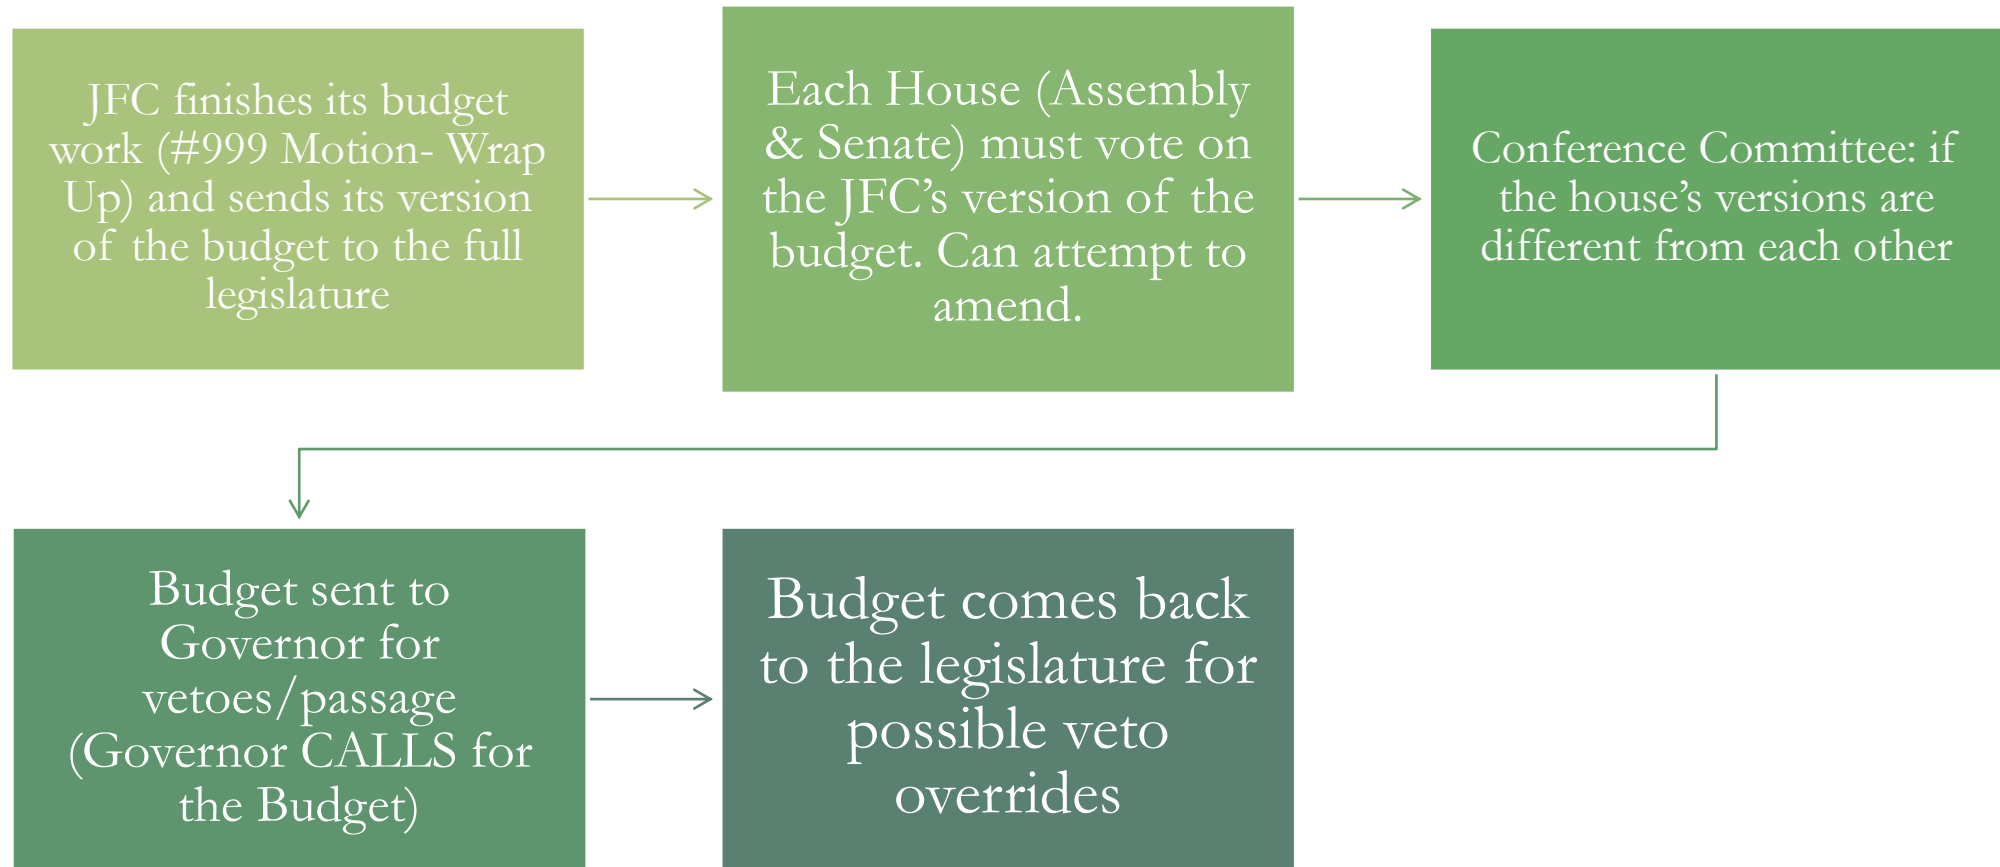 JFC finishes its budget
work (#999 Motion- Wrap
Up) and sends its version
of the budget to the full
legislature
Each House (Assembly
& Senate) must vote on
the JFC’s version of the
budget. Can attempt to
amend.
Conference Committee: if
the house’s versions are
different from each other
Budget sent to
Governor for
vetoes/passage
(Governor CALLS for
the Budget)
Budget comes back
to the legislature for
possible veto
overrides